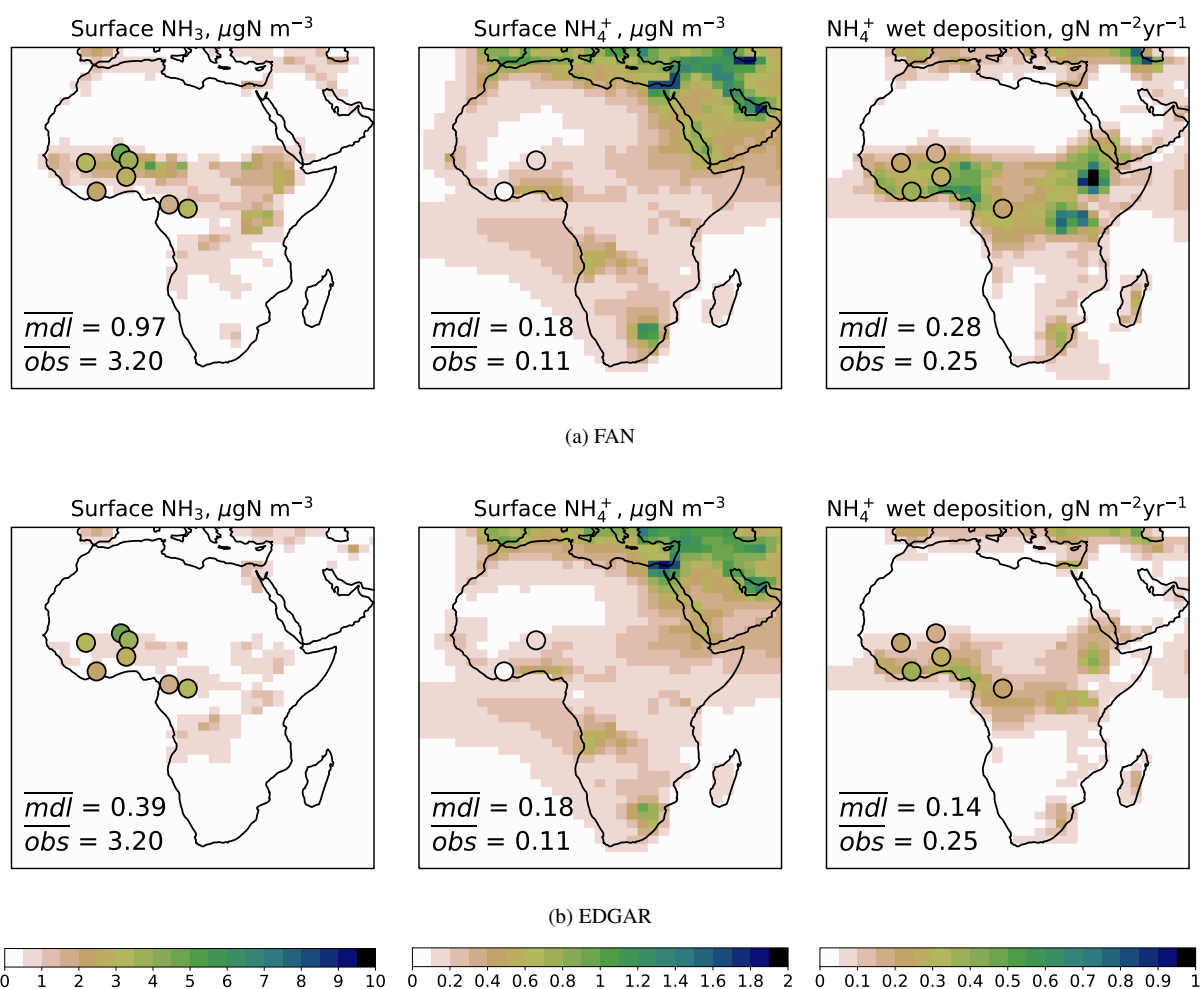 Surface NH₃, μgN m⁻³
Surface NH₄⁺, μgN m⁻³
NH₄⁺ wet deposition, gN m⁻²yr⁻¹
mdl = 0.97
obs = 3.20
mdl = 0.18
obs = 0.11
mdl = 0.28
obs = 0.25
(a) FAN
Surface NH₃, μgN m⁻³
Surface NH₄⁺, μgN m⁻³
NH₄⁺ wet deposition, gN m⁻²yr⁻¹
mdl = 0.39
obs = 3.20
mdl = 0.18
obs = 0.11
mdl = 0.14
obs = 0.25
(b) EDGAR
0 1 2 3 4 5 6 7 8 9 10
0 0.2 0.4 0.6 0.8 1 1.2 1.4 1.6 1.8 2
0 0.1 0.2 0.3 0.4 0.5 0.6 0.7 0.8 0.9 1